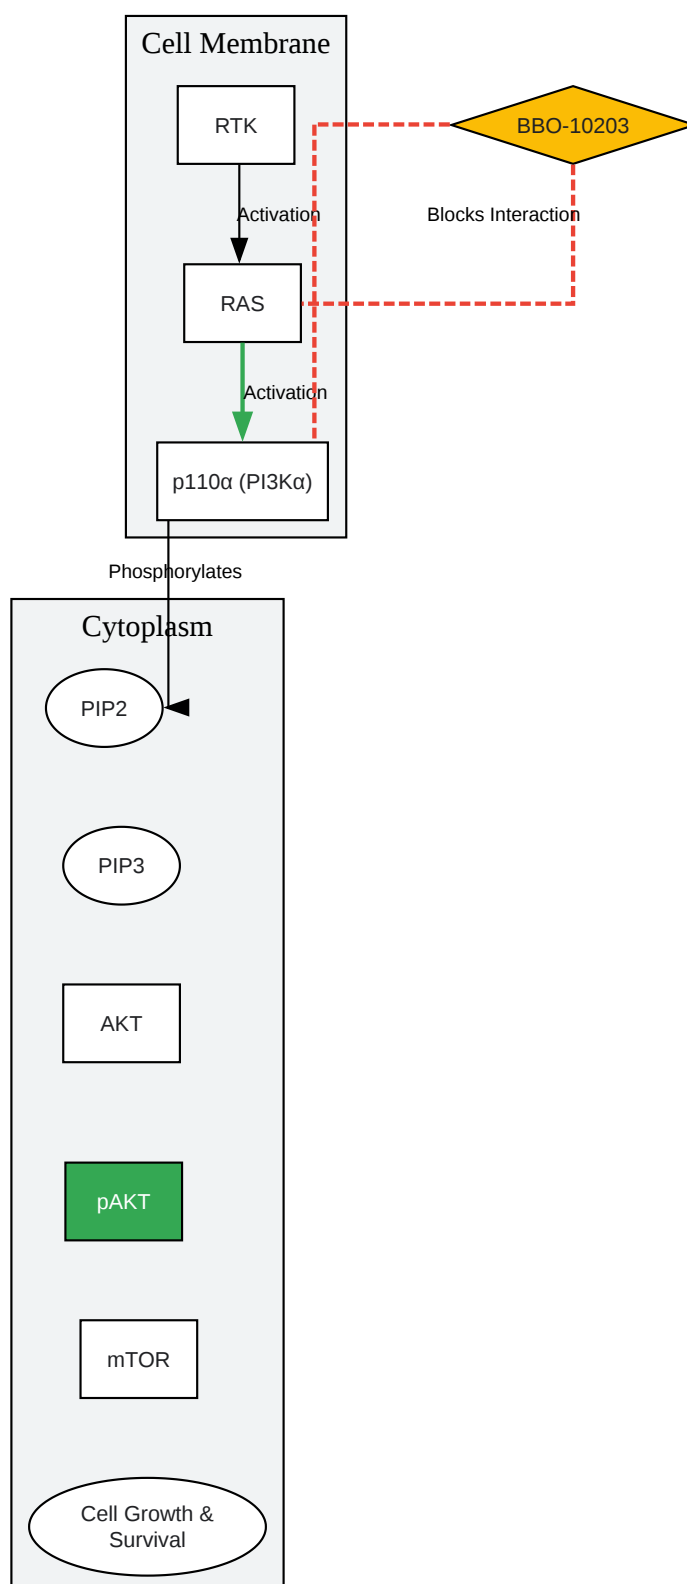 Cell Membrane
RTK
BBO-10203
Activation
Blocks Interaction
RAS
Activation
p110α (PI3Kα)
Phosphorylates
Cytoplasm
PIP2
PIP3
AKT
pAKT
mTOR
Cell Growth &
Survival